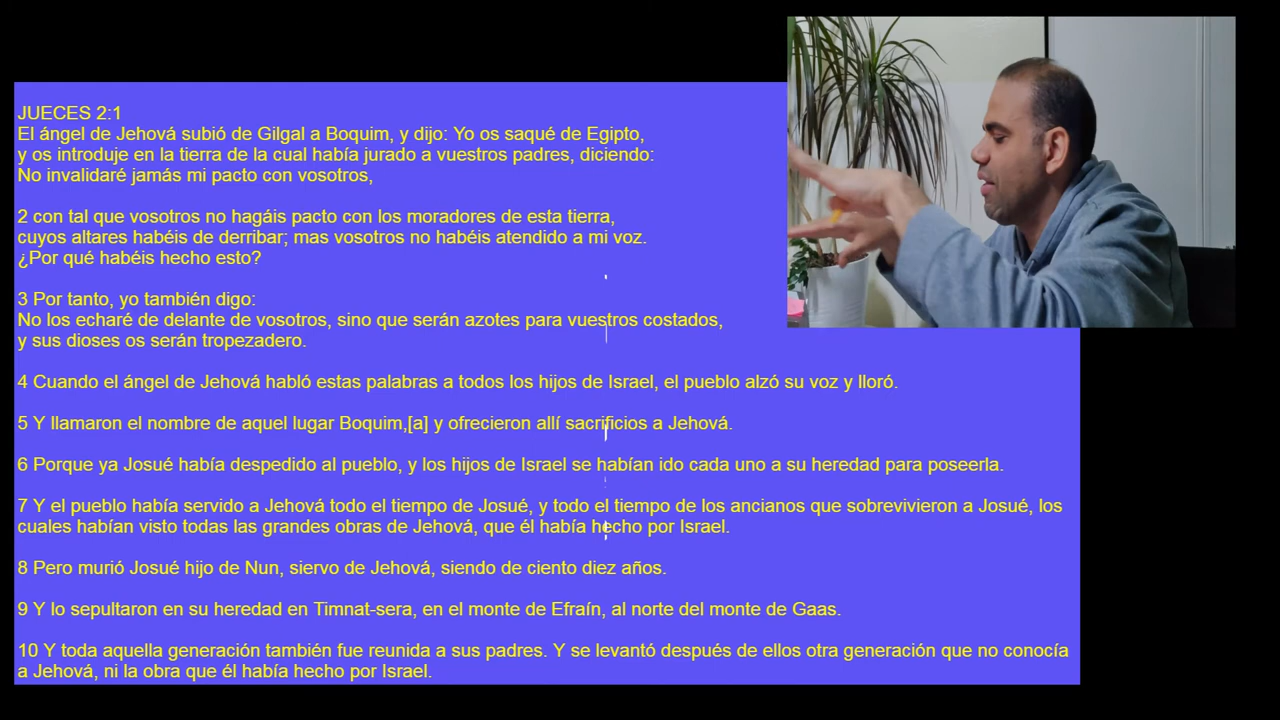 JUECES 2:1
El ángel de Jehová subió de Gilgal a Boquim, y dijo: Yo os saqué de Egipto,
y os introduje en la tierra de la cual había jurado a vuestros padres, diciendo:
No invalidaré jamás mi pacto con vosotros,
2 con tal que vosotros no hagáis pacto con los moradores de esta tierra,
cuyos altares habéis de derribar; mas vosotros no habéis atendido a mi voz.
¿Por qué habéis hecho esto?
3 Por tanto, yo también digo:
No los echaré de delante de vosotros, sino que serán azotes para vuestros costados,
y sus dioses os serán tropezadero.
4 Cuando el ángel de Jehová habló estas palabras a todos los hijos de Israel, el pueblo alzó su voz y lloró.
5 Y llamaron el nombre de aquel lugar Boquim,[a] y ofrecieron allí sacrificios a Jehová.
6 Porque ya Josué había despedido al pueblo, y los hijos de Israel se habían ido cada uno a su heredad para poseerla.
7 Y el pueblo había servido a Jehová todo el tiempo de Josué, y todo el tiempo de los ancianos que sobrevivieron a Josué, los
cuales habían visto todas las grandes obras de Jehová, que él había hecho por Israel.
8 Pero murió Josué hijo de Nun, siervo de Jehová, siendo de ciento diez años.
9 Y lo sepultaron en su heredad en Timnat-sera, en el monte de Efraín, al norte del monte de Gaas.
10 Y toda aquella generación también fue reunida a sus padres. Y se levantó después de ellos otra generación que no conocía
a Jehová, ni la obra que él había hecho por Israel.